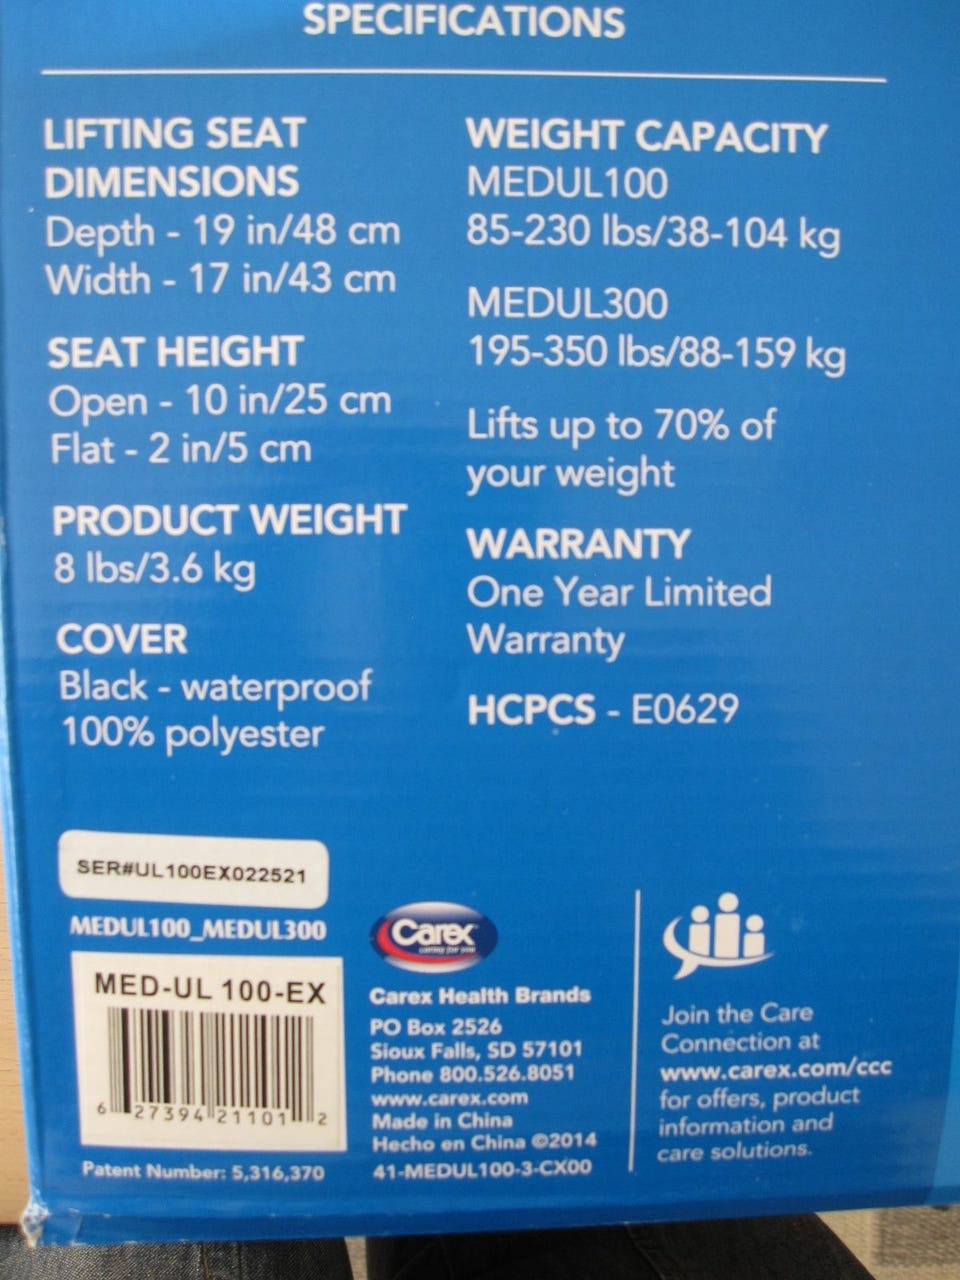 SPECIFICATIONS
LIFTING SEAT
DIMENSIONS
Depth - 19 in/48 cm
Width - 17 in/43 cm
SEAT HEIGHT
Open - 10 in/25 cm
Flat - 2 in/5 cm
PRODUCT WEIGHT
8 lbs/3.6 kg
COVER
Black - waterproof
100% polyester
WEIGHT CAPACITY
MEDUL100
85-230 lbs/38-104 kg
MEDUL300
195-350 lbs/88-159 kg
Lifts up to 70% of
your weight
WARRANTY
One Year Limited
Warranty
HCPCS - E0629
SER#UL100EX022521
MEDUL100_MEDUL300
MED-UL 100-EX
6 27394 21101 2
Patent Number: 5,316,370
Carex
caring for you
Carex Health Brands
PO Box 2526
Sioux Falls, SD 57101
Phone 800.526.8051
www.carex.com
Made in China
Hecho en China ©2014
41-MEDUL100-3-CX00
Join the Care
Connection at
www.carex.com/ccc
for offers, product
information and
care solutions.